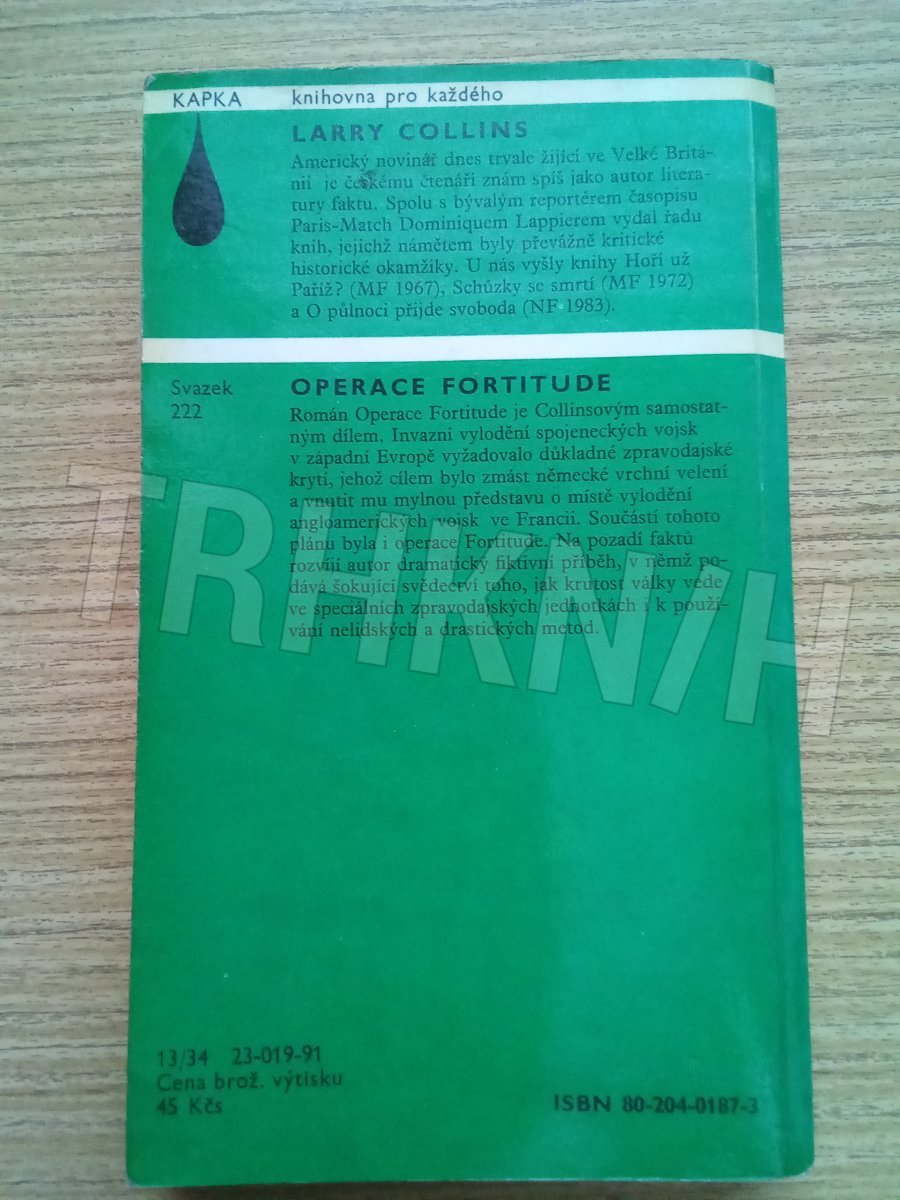 KAPKA knihovna pro každého
LARRY COLLINS
Americký novinář dnes trvale žijící ve Velké Britá-
nii je českému čtenáři znám spíš jako autor litera-
tury faktu. Spolu s bývalým reportérem časopisu
Paris-Match Dominiquem Lappierem vydal řadu
knih, jejichž námětem byly převážně kritické
historické okamžiky. U nás vyšly knihy Hoří už
Paříž? (MF 1967), Schůzky se smrtí (MF 1972)
a O půlnoci přijde svoboda (NF 1983).
Svazek
222
OPERACE FORTITUDE
Román Operace Fortitude je Collinsovým samostat-
ným dílem. Invazní vylodění spojeneckých vojsk
v západní Evropě vyžadovalo důkladné zpravodajské
krytí, jehož cílem bylo zmást německé vrchní velení
a vnutit mu mylnou představu o místě vylodění
angloamerických vojsk ve Francii. Součástí tohoto
plánu byla i operace Fortitude. Na pozadí faktů
rozvíjí autor dramatický fiktivní příběh, v němž po-
dává šokující svědectví toho, jak krutost války vede
ve speciálních zpravodajských jednotkách i k použí-
vání nelidských a drastických metod.
TRHKNIH
13/34 23-019-91
Cena brož. výtisku
45 Kčs
ISBN 80-204-0187-3